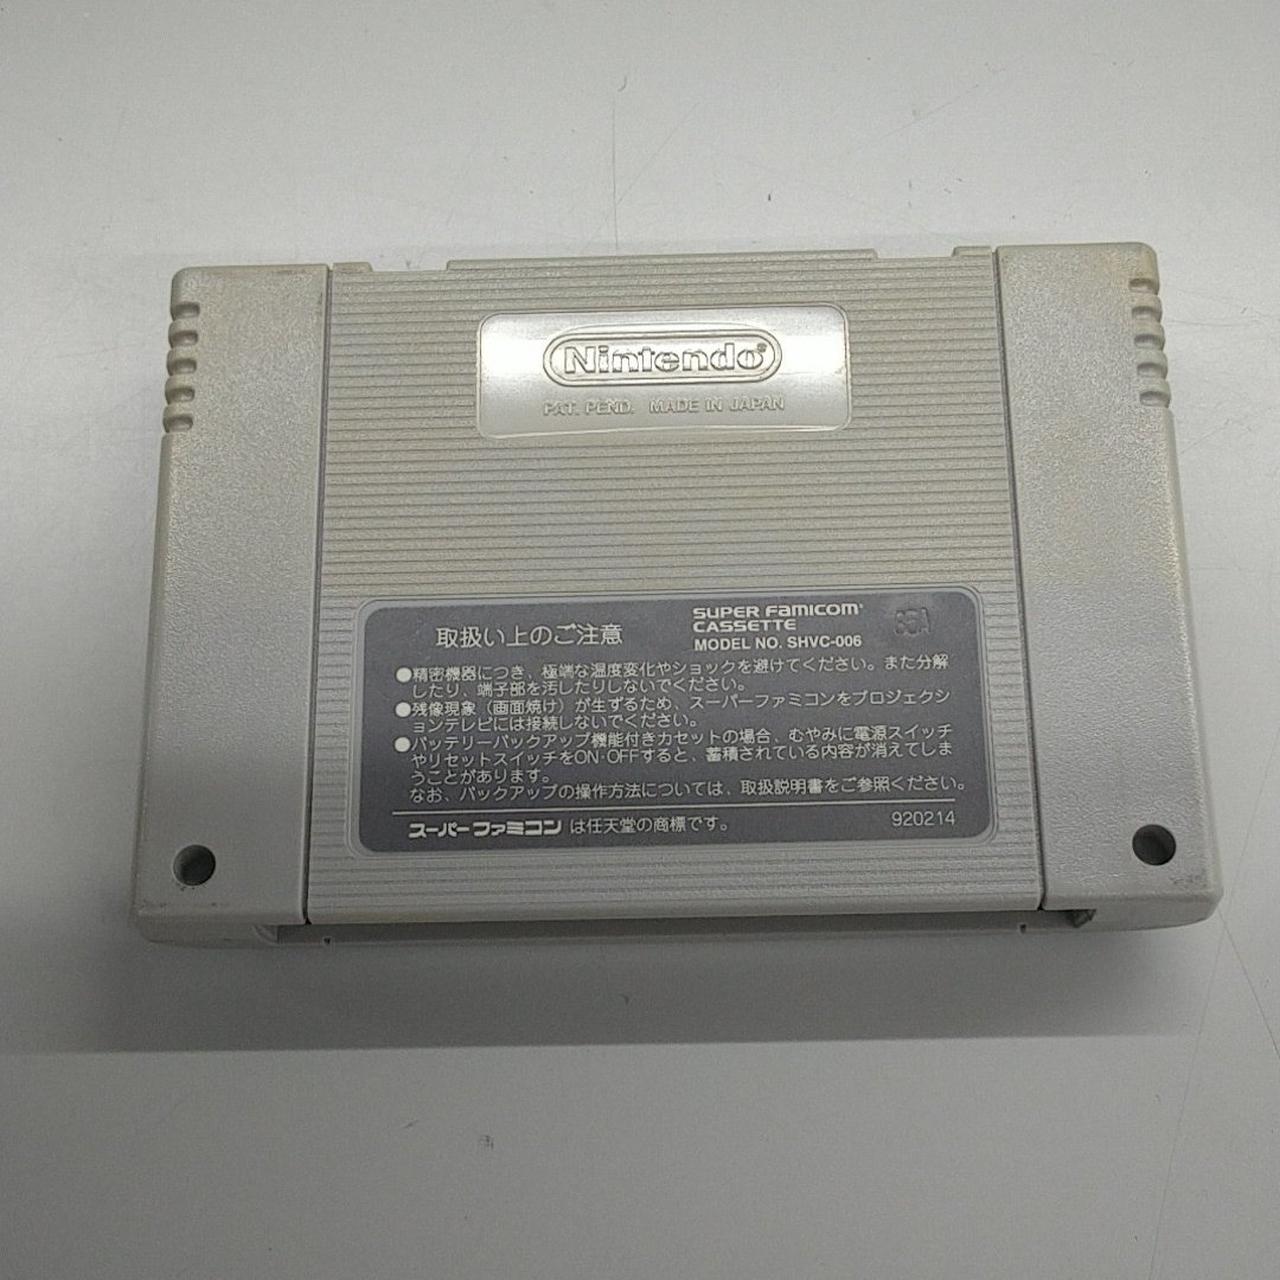 Nintendo®
PAT. PEND. MADE IN JAPAN
取扱い上のご注意
SUPER FAMICOM
CASSETTE
MODEL NO. SHVC-006
65A
●精密機器につき、極端な温度変化やショックを避けてください。また分解
したり、端子部を汚したりしないでください。
●残像現象（画面焼け）が生ずるため、スーパーファミコンをプロジェクシ
ョンテレビには接続しないでください。
●バッテリーバックアップ機能付きカセットの場合、むやみに電源スイッチ
やリセットスイッチをON・OFFすると、蓄積されている内容が消えてしま
うことがあります。
なお、バックアップの操作方法については、取扱説明書をご参照ください。
スーパーファミコン は任天堂の商標です。
920214